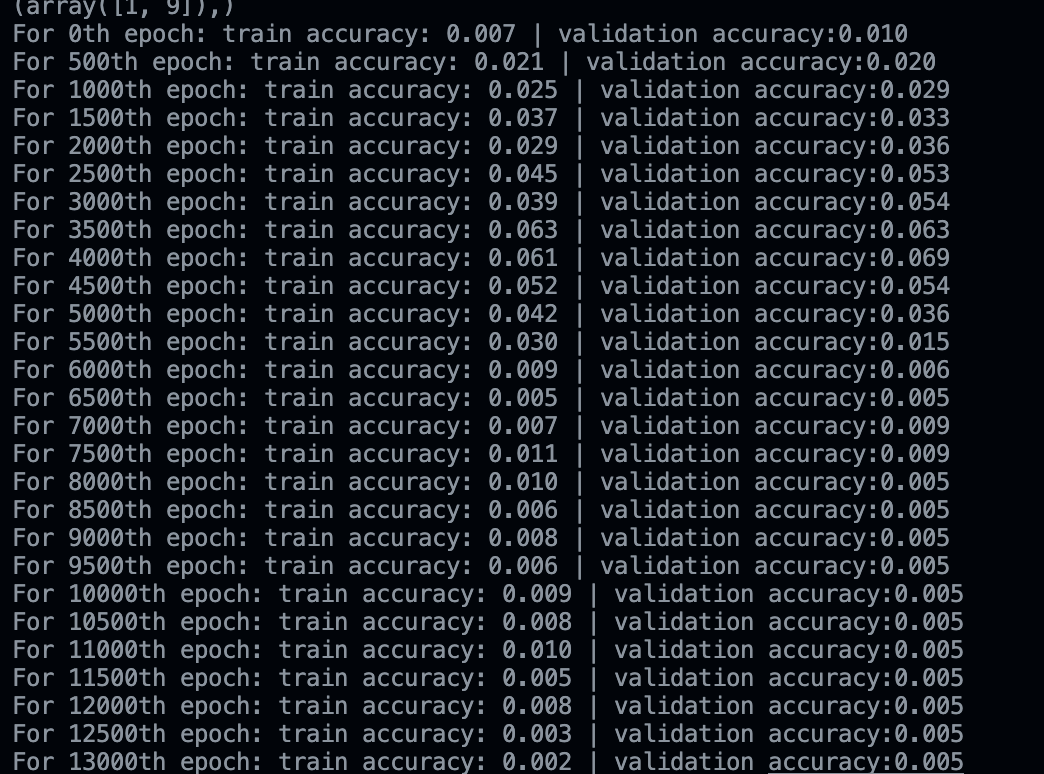 (array([1, 9]),)
For 0th epoch: train accuracy: 0.007 | validation accuracy:0.010
For 500th epoch: train accuracy: 0.021 | validation accuracy:0.020
For 1000th epoch: train accuracy: 0.025 | validation accuracy:0.029
For 1500th epoch: train accuracy: 0.037 | validation accuracy:0.033
For 2000th epoch: train accuracy: 0.029 | validation accuracy:0.036
For 2500th epoch: train accuracy: 0.045 | validation accuracy:0.053
For 3000th epoch: train accuracy: 0.039 | validation accuracy:0.054
For 3500th epoch: train accuracy: 0.063 | validation accuracy:0.063
For 4000th epoch: train accuracy: 0.061 | validation accuracy:0.069
For 4500th epoch: train accuracy: 0.052 | validation accuracy:0.054
For 5000th epoch: train accuracy: 0.042 | validation accuracy:0.036
For 5500th epoch: train accuracy: 0.030 | validation accuracy:0.015
For 6000th epoch: train accuracy: 0.009 | validation accuracy:0.006
For 6500th epoch: train accuracy: 0.005 | validation accuracy:0.005
For 7000th epoch: train accuracy: 0.007 | validation accuracy:0.009
For 7500th epoch: train accuracy: 0.011 | validation accuracy:0.009
For 8000th epoch: train accuracy: 0.010 | validation accuracy:0.005
For 8500th epoch: train accuracy: 0.006 | validation accuracy:0.005
For 9000th epoch: train accuracy: 0.008 | validation accuracy:0.005
For 9500th epoch: train accuracy: 0.006 | validation accuracy:0.005
For 10000th epoch: train accuracy: 0.009 | validation accuracy:0.005
For 10500th epoch: train accuracy: 0.008 | validation accuracy:0.005
For 11000th epoch: train accuracy: 0.010 | validation accuracy:0.005
For 11500th epoch: train accuracy: 0.005 | validation accuracy:0.005
For 12000th epoch: train accuracy: 0.008 | validation accuracy:0.005
For 12500th epoch: train accuracy: 0.003 | validation accuracy:0.005
For 13000th epoch: train accuracy: 0.002 | validation accuracy:0.005